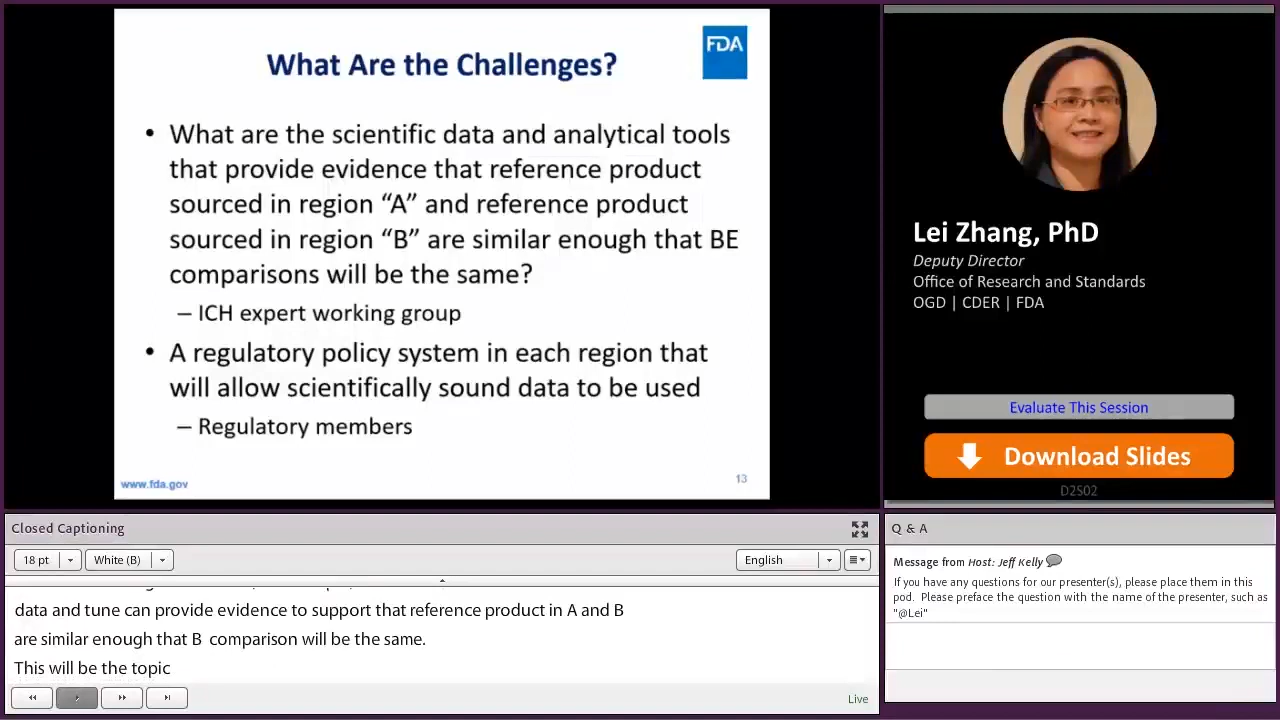 FDA
What Are the Challenges?
• What are the scientific data and analytical tools
that provide evidence that reference product
sourced in region “A” and reference product
sourced in region “B” are similar enough that BE
comparisons will be the same?
– ICH expert working group
• A regulatory policy system in each region that
will allow scientifically sound data to be used
– Regulatory members
www.fda.gov
13
Lei Zhang, PhD
Deputy Director
Office of Research and Standards
OGD | CDER | FDA
Evaluate This Session
Download Slides
D2S02
Closed Captioning
18 pt
White (B)
English
data and tune can provide evidence to support that reference product in A and B
are similar enough that B comparison will be the same.
This will be the topic
Live
Q & A
Message from Host: Jeff Kelly
If you have any questions for our presenter(s), please place them in this
pod. Please preface the question with the name of the presenter, such as
"@Lei"